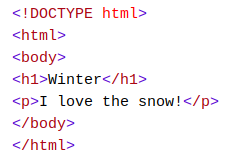 <!DOCTYPE html>
<html>
<body>
<h1>Winter</h1>
<p>I love the snow!</p>
</body>
</html>